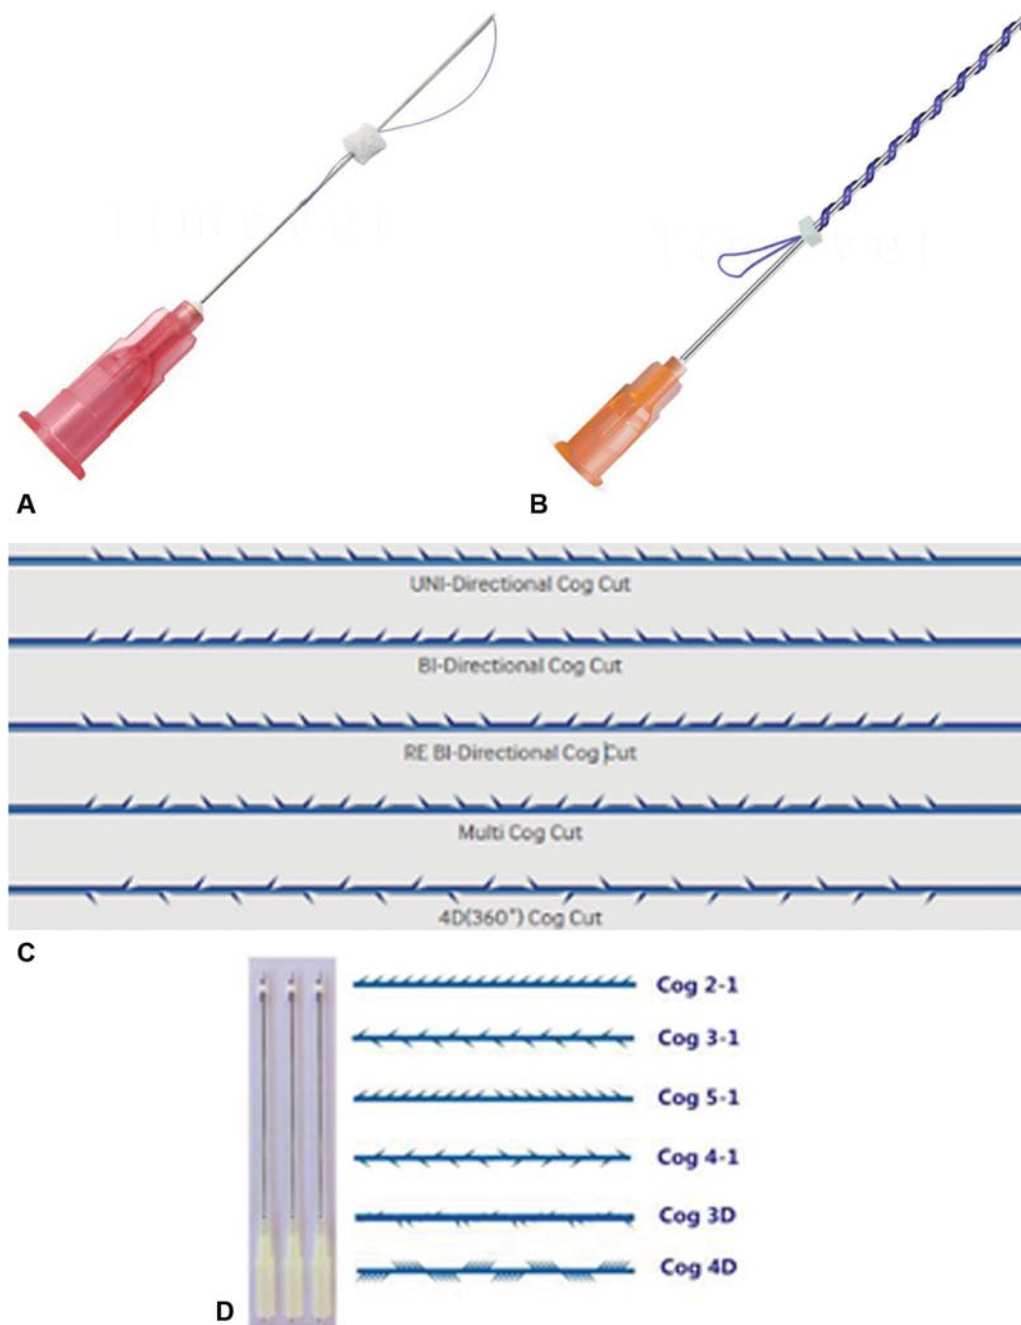 A
B
UNI-Directional Cog Cut
BI-Directional Cog Cut
RE BI-Directional Cog Cut
Multi Cog Cut
4D(360°) Cog Cut
C
Cog 2-1
Cog 3-1
Cog 5-1
Cog 4-1
Cog 3D
Cog 4D
D